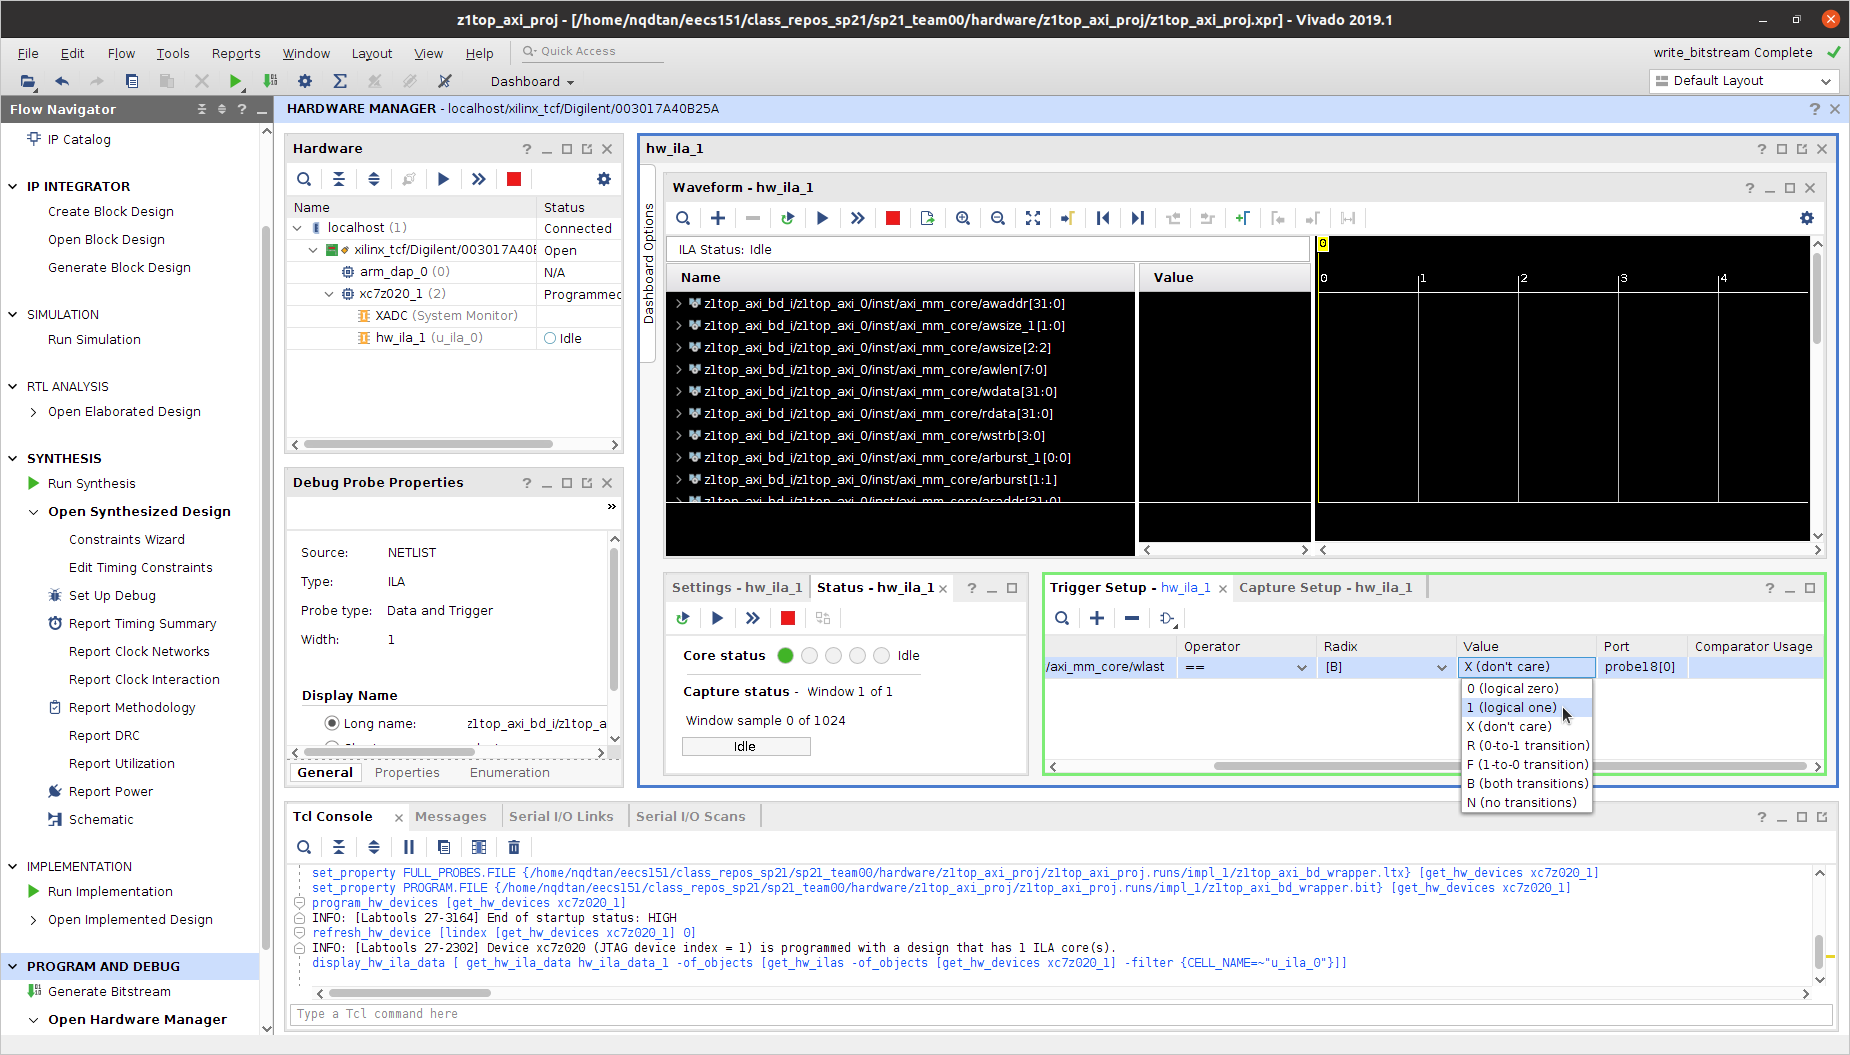 z1top_axi_proj - [/home/nqdtan/eecs151/class_repos_sp21/sp21_team00/hardware/z1top_axi_proj/z1top_axi_proj.xpr] - Vivado 2019.1
File Edit Flow Tools Reports Window Layout View Help Quick Access
write_bitstream Complete
Dashboard
Default Layout
Flow Navigator
IP Catalog
IP INTEGRATOR
Create Block Design
Open Block Design
Generate Block Design
SIMULATION
Run Simulation
RTL ANALYSIS
Open Elaborated Design
SYNTHESIS
Run Synthesis
Open Synthesized Design
Constraints Wizard
Edit Timing Constraints
Set Up Debug
Report Timing Summary
Report Clock Networks
Report Clock Interaction
Report Methodology
Report DRC
Report Utilization
Report Power
Schematic
IMPLEMENTATION
Run Implementation
Open Implemented Design
PROGRAM AND DEBUG
Generate Bitstream
Open Hardware Manager
HARDWARE MANAGER - localhost/xilinx_tcf/Digilent/003017A40B25A
Hardware
Name Status
localhost (1) Connected
xilinx_tcf/Digilent/003017A40 Open
arm_dap_0 (0) N/A
xc7z020_1 (2) Programmed
XADC (System Monitor)
hw_ila_1 (u_ila_0) Idle
Debug Probe Properties
Source: NETLIST
Type: ILA
Probe type: Data and Trigger
Width: 1
Display Name
Long name: z1top_axi_bd_i/z1top_a
General Properties Enumeration
hw_ila_1
Dashboard Options
Waveform - hw_ila_1
ILA Status: Idle
Name Value
z1top_axi_bd_i/z1top_axi_0/inst/axi_mm_core/awaddr[31:0]
z1top_axi_bd_i/z1top_axi_0/inst/axi_mm_core/awsize_1[1:0]
z1top_axi_bd_i/z1top_axi_0/inst/axi_mm_core/awsize[2:2]
z1top_axi_bd_i/z1top_axi_0/inst/axi_mm_core/awlen[7:0]
z1top_axi_bd_i/z1top_axi_0/inst/axi_mm_core/wdata[31:0]
z1top_axi_bd_i/z1top_axi_0/inst/axi_mm_core/rdata[31:0]
z1top_axi_bd_i/z1top_axi_0/inst/axi_mm_core/wstrb[3:0]
z1top_axi_bd_i/z1top_axi_0/inst/axi_mm_core/arburst_1[0:0]
z1top_axi_bd_i/z1top_axi_0/inst/axi_mm_core/arburst[1:1]
z1top_axi_bd_i/z1top_axi_0/inst/axi_mm_core/araddr[31:0]
0
0 1 2 3 4
Settings - hw_ila_1 Status - hw_ila_1
Core status Idle
Capture status - Window 1 of 1
Window sample 0 of 1024
Idle
Trigger Setup - hw_ila_1 Capture Setup - hw_ila_1
Operator Radix Value Port Comparator Usage
/axi_mm_core/wlast == [B] X (don't care) probe18[0]
0 (logical zero)
1 (logical one)
X (don't care)
R (0-to-1 transition)
F (1-to-0 transition)
B (both transitions)
N (no transitions)
Tcl Console Messages Serial I/O Links Serial I/O Scans
set_property FULL_PROBES.FILE {/home/nqdtan/eecs151/class_repos_sp21/sp21_team00/hardware/z1top_axi_proj/z1top_axi_proj.runs/impl_1/z1top_axi_bd_wrapper.ltx} [get_hw_devices xc7z020_1]
set_property PROGRAM.FILE {/home/nqdtan/eecs151/class_repos_sp21/sp21_team00/hardware/z1top_axi_proj/z1top_axi_proj.runs/impl_1/z1top_axi_bd_wrapper.bit} [get_hw_devices xc7z020_1]
program_hw_devices [get_hw_devices xc7z020_1]
INFO: [Labtools 27-3164] End of startup status: HIGH
refresh_hw_device [lindex [get_hw_devices xc7z020_1] 0]
INFO: [Labtools 27-2302] Device xc7z020 (JTAG device index = 1) is programmed with a design that has 1 ILA core(s).
display_hw_ila_data [ get_hw_ila_data hw_ila_data_1 -of_objects [get_hw_ilas -of_objects [get_hw_devices xc7z020_1] -filter {CELL_NAME=~"u_ila_0"}]]
Type a Tcl command here